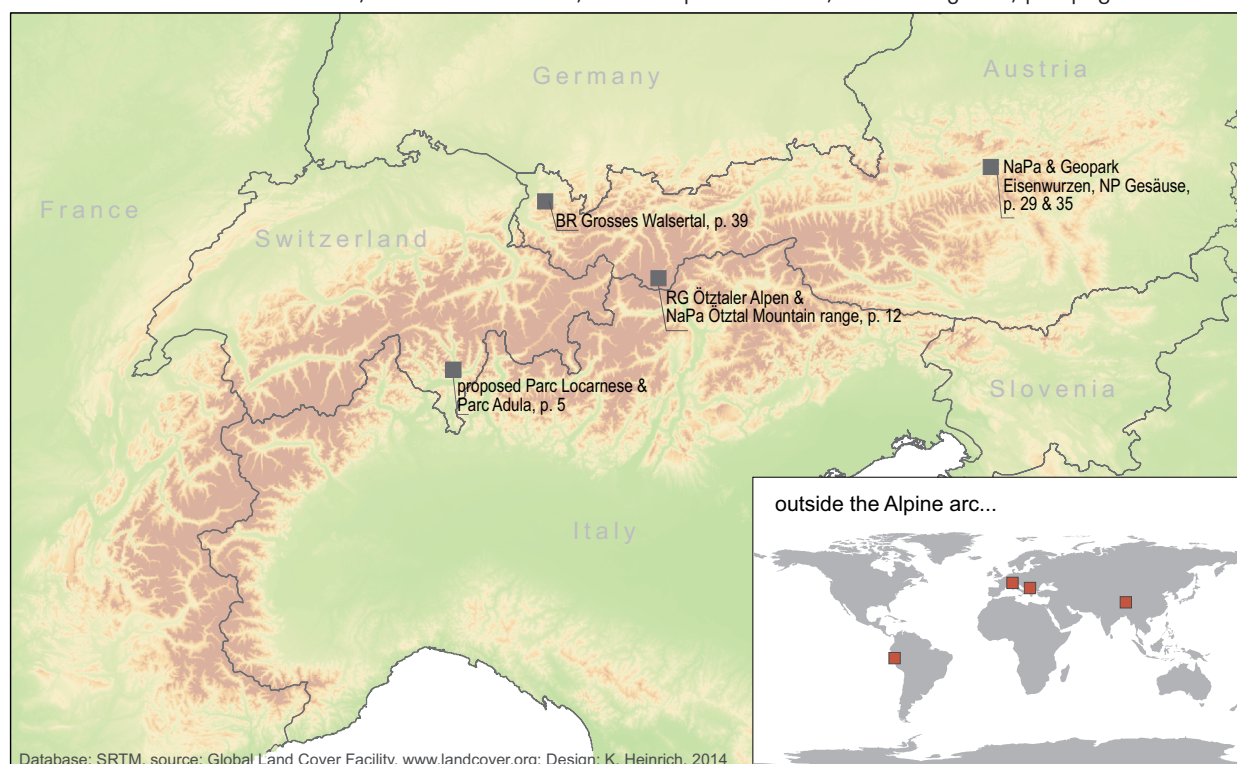 Germany
Austria
NaPa & Geopark
Eisenwurzen, NP Gesäuse,
p. 29 & 35
France
BR Grosses Walsertal, p. 39
Switzerland
RG Ötztaler Alpen &
NaPa Ötztal Mountain range, p. 12
proposed Parc Locarnese &
Parc Adula, p. 5
Slovenia
outside the Alpine arc...
Italy
Database: SRTM, source: Global Land Cover Facility, www.landcover.org; Design: K. Heinrich, 2014